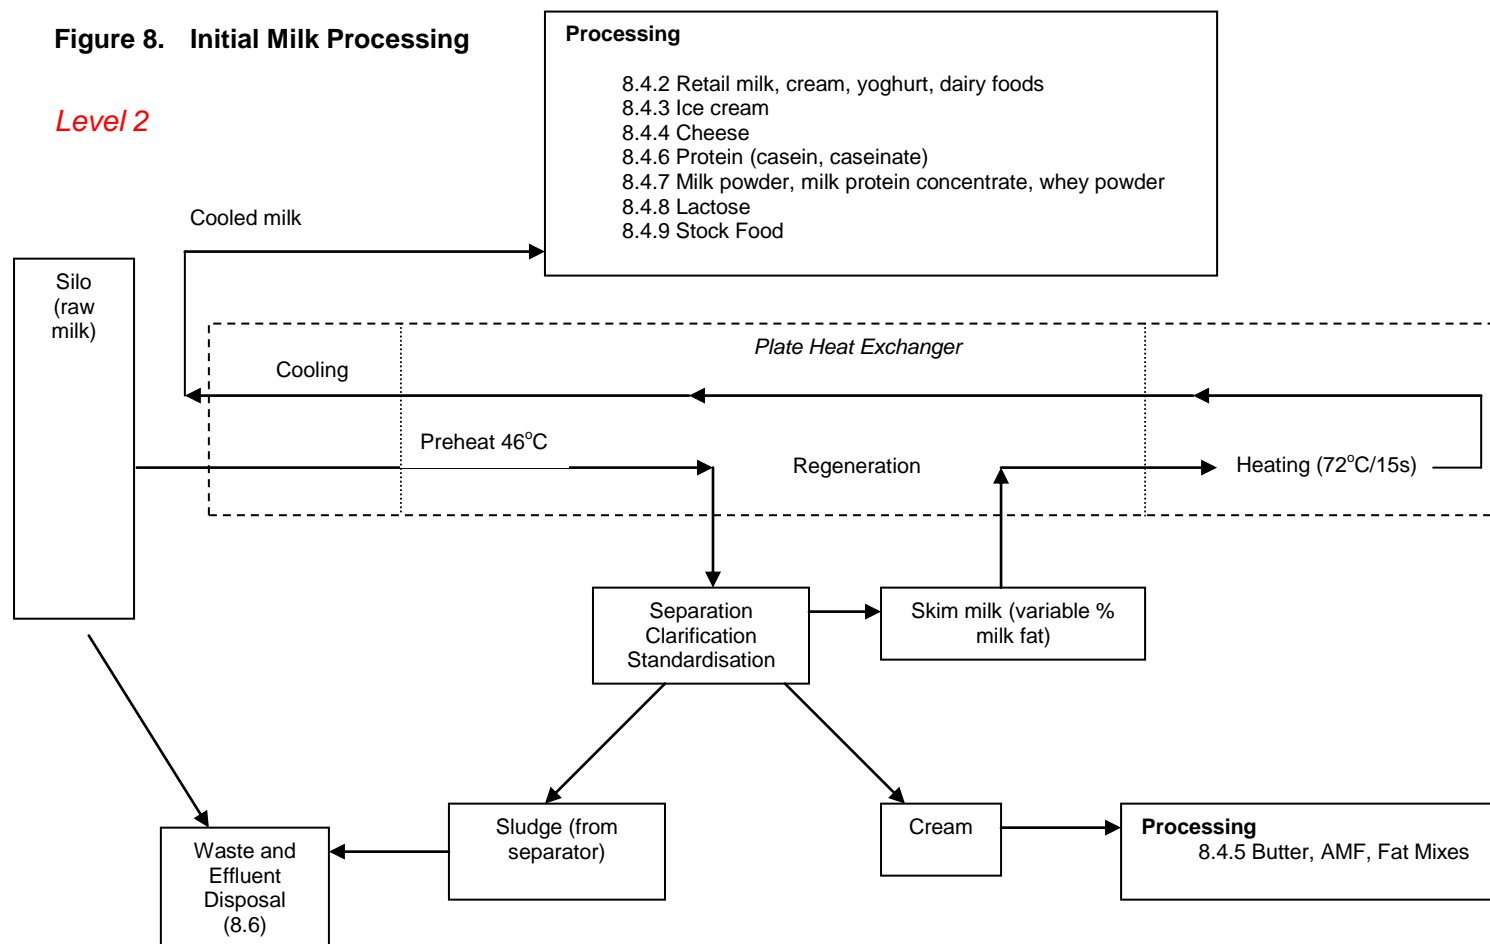 Figure 8. Initial Milk Processing
Level 2
Processing
8.4.2 Retail milk, cream, yoghurt, dairy foods
8.4.3 Ice cream
8.4.4 Cheese
8.4.6 Protein (casein, caseinate)
8.4.7 Milk powder, milk protein concentrate, whey powder
8.4.8 Lactose
8.4.9 Stock Food
Cooled milk
Silo
(raw
milk)
Plate Heat Exchanger
Cooling
Preheat 46°C
Regeneration
Heating (72°C/15s)
Separation
Clarification
Standardisation
Skim milk (variable %
milk fat)
Sludge (from
separator)
Cream
Processing
8.4.5 Butter, AMF, Fat Mixes
Waste and
Effluent
Disposal
(8.6)